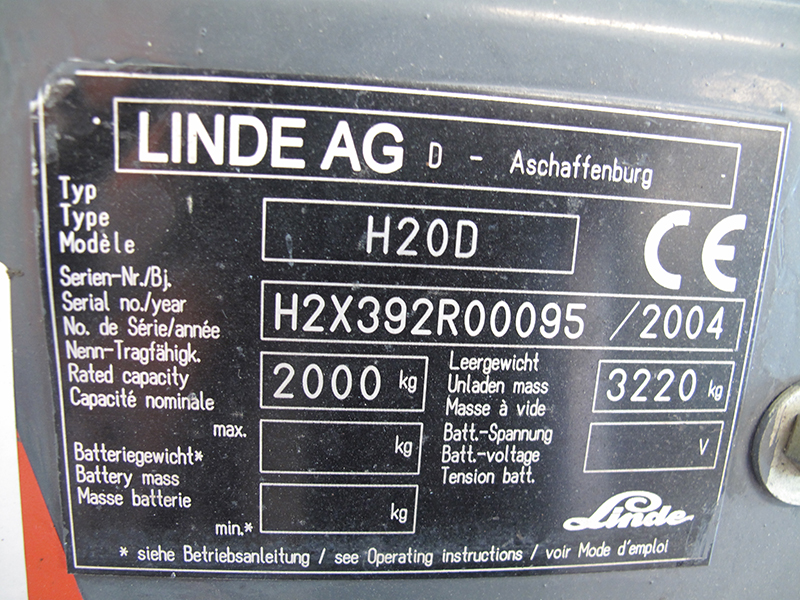 LINDE AG D - Aschaffenburg
Typ
Type
Modèle
H20D
CE
Serien-Nr./Bj.
Serial no./year
No. de Série/année
H2X392R00095 /2004
Nenn-Tragfähigk.
Rated capacity
Capacité nominale
2000 kg
Leergewicht
Unladen mass
Masse à vide
3220 kg
max.
Batteriegewicht*
Battery mass
Masse batterie
min.*
kg
kg
Batt.-Spannung
Batt.-voltage
Tension batt.
V
Linde
* siehe Betriebsanleitung / see Operating instructions / voir Mode d'emploi